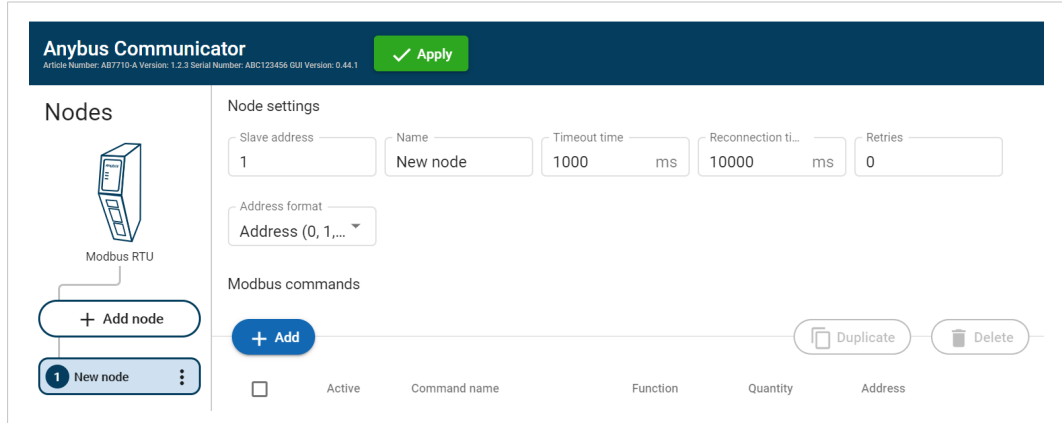 Anybus Communicator
Article Number: AB7710-A Version: 1.2.3 Serial Number: ABC123456 GUI Version: 0.44.1
Apply
Nodes
Modbus RTU
+ Add node
1 New node
Node settings
Slave address
1
Name
New node
Timeout time
1000 ms
Reconnection ti...
10000 ms
Retries
0
Address format
Address (0, 1,...
Modbus commands
+ Add
Duplicate
Delete
Active Command name Function Quantity Address